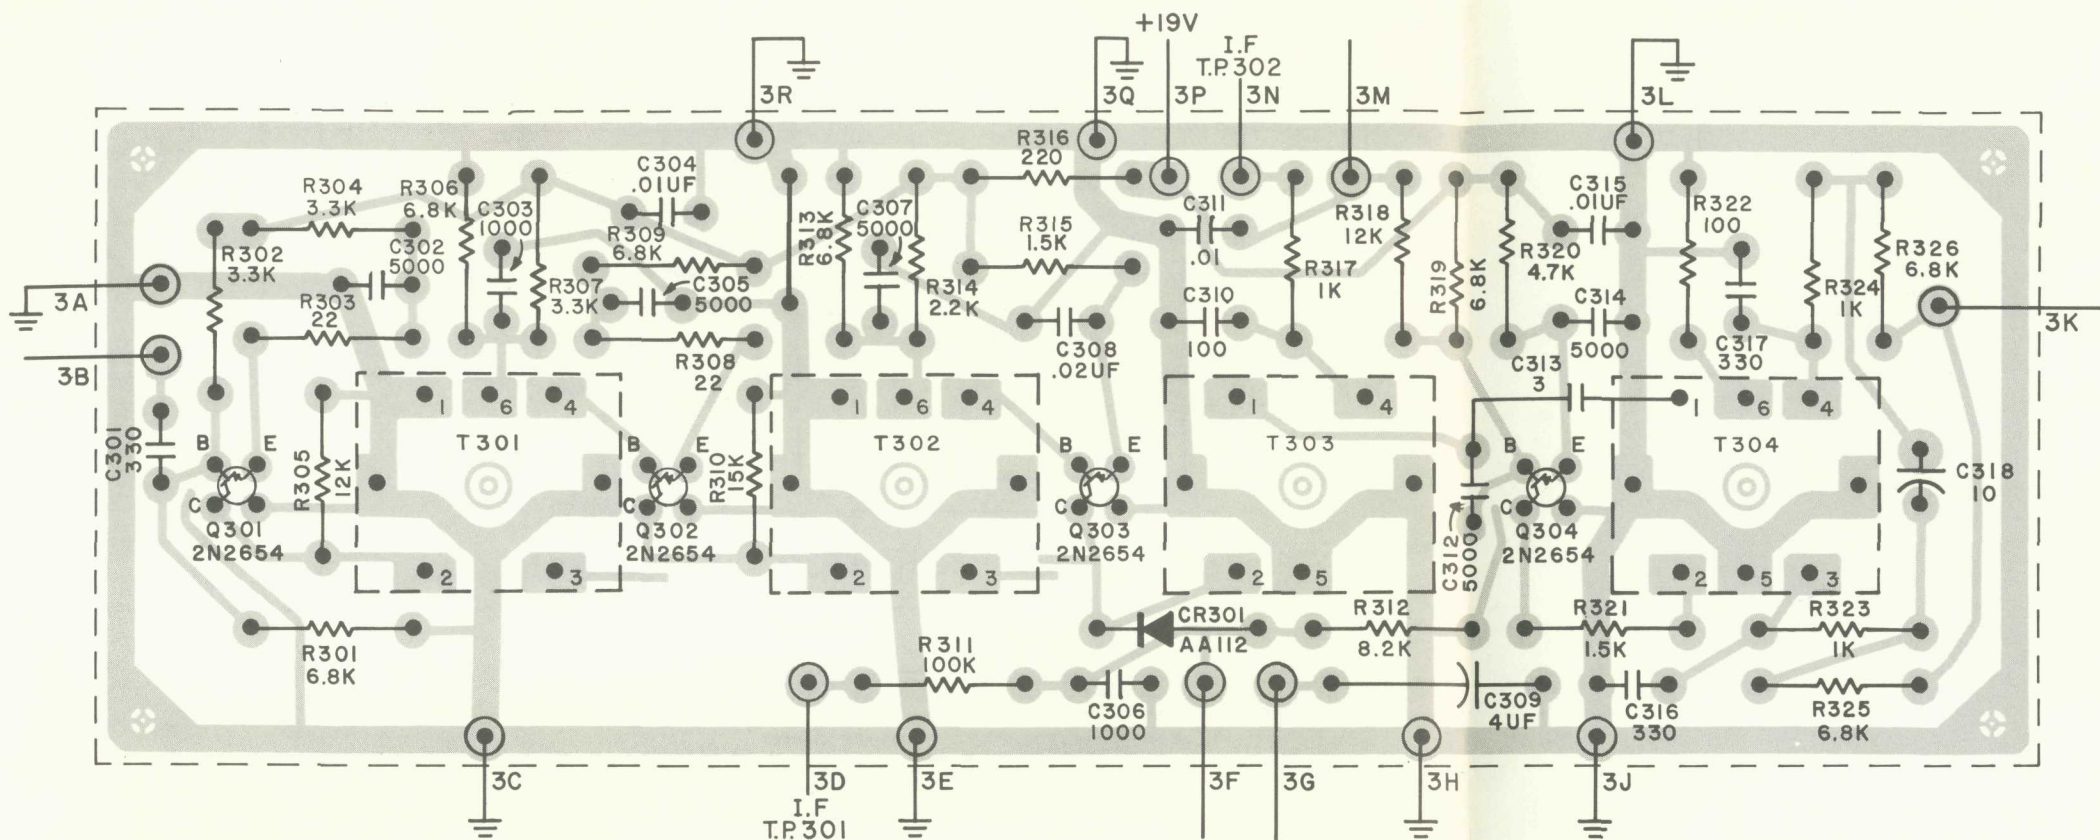 +19V
I.F
T.P. 302
3R
3Q
3P
3N
3M
3L
R304
3.3K
R306
6.8K
C303
1000
C304
.01UF
R309
6.8K
R313
6.8K
C307
5000
R316
220
R315
1.5K
C311
.01
R318
12K
R319
6.8K
R320
4.7K
C315
.01UF
R322
100
R326
6.8K
R302
3.3K
C302
5000
R303
22
R307
3.3K
C305
5000
R308
22
R314
2.2K
C308
.02UF
C310
100
R317
1K
C314
5000
C313
3
C317
330
R324
1K
3A
3B
3K
C301
330
B
E
C
Q301
2N2654
R305
12K
1
6
4
T301
2
3
B
E
C
Q302
2N2654
R310
15K
1
6
4
T302
2
3
B
E
C
Q303
2N2654
1
4
T303
2
5
C312
5000
B
E
C
Q304
2N2654
1
6
4
T304
2
5
3
C318
10
R301
6.8K
R311
100K
C306
1000
CR301
AA112
R312
8.2K
C309
4UF
R321
1.5K
C316
330
R323
1K
R325
6.8K
3C
3D
3E
3F
3G
3H
3J
I.F
T.P. 301